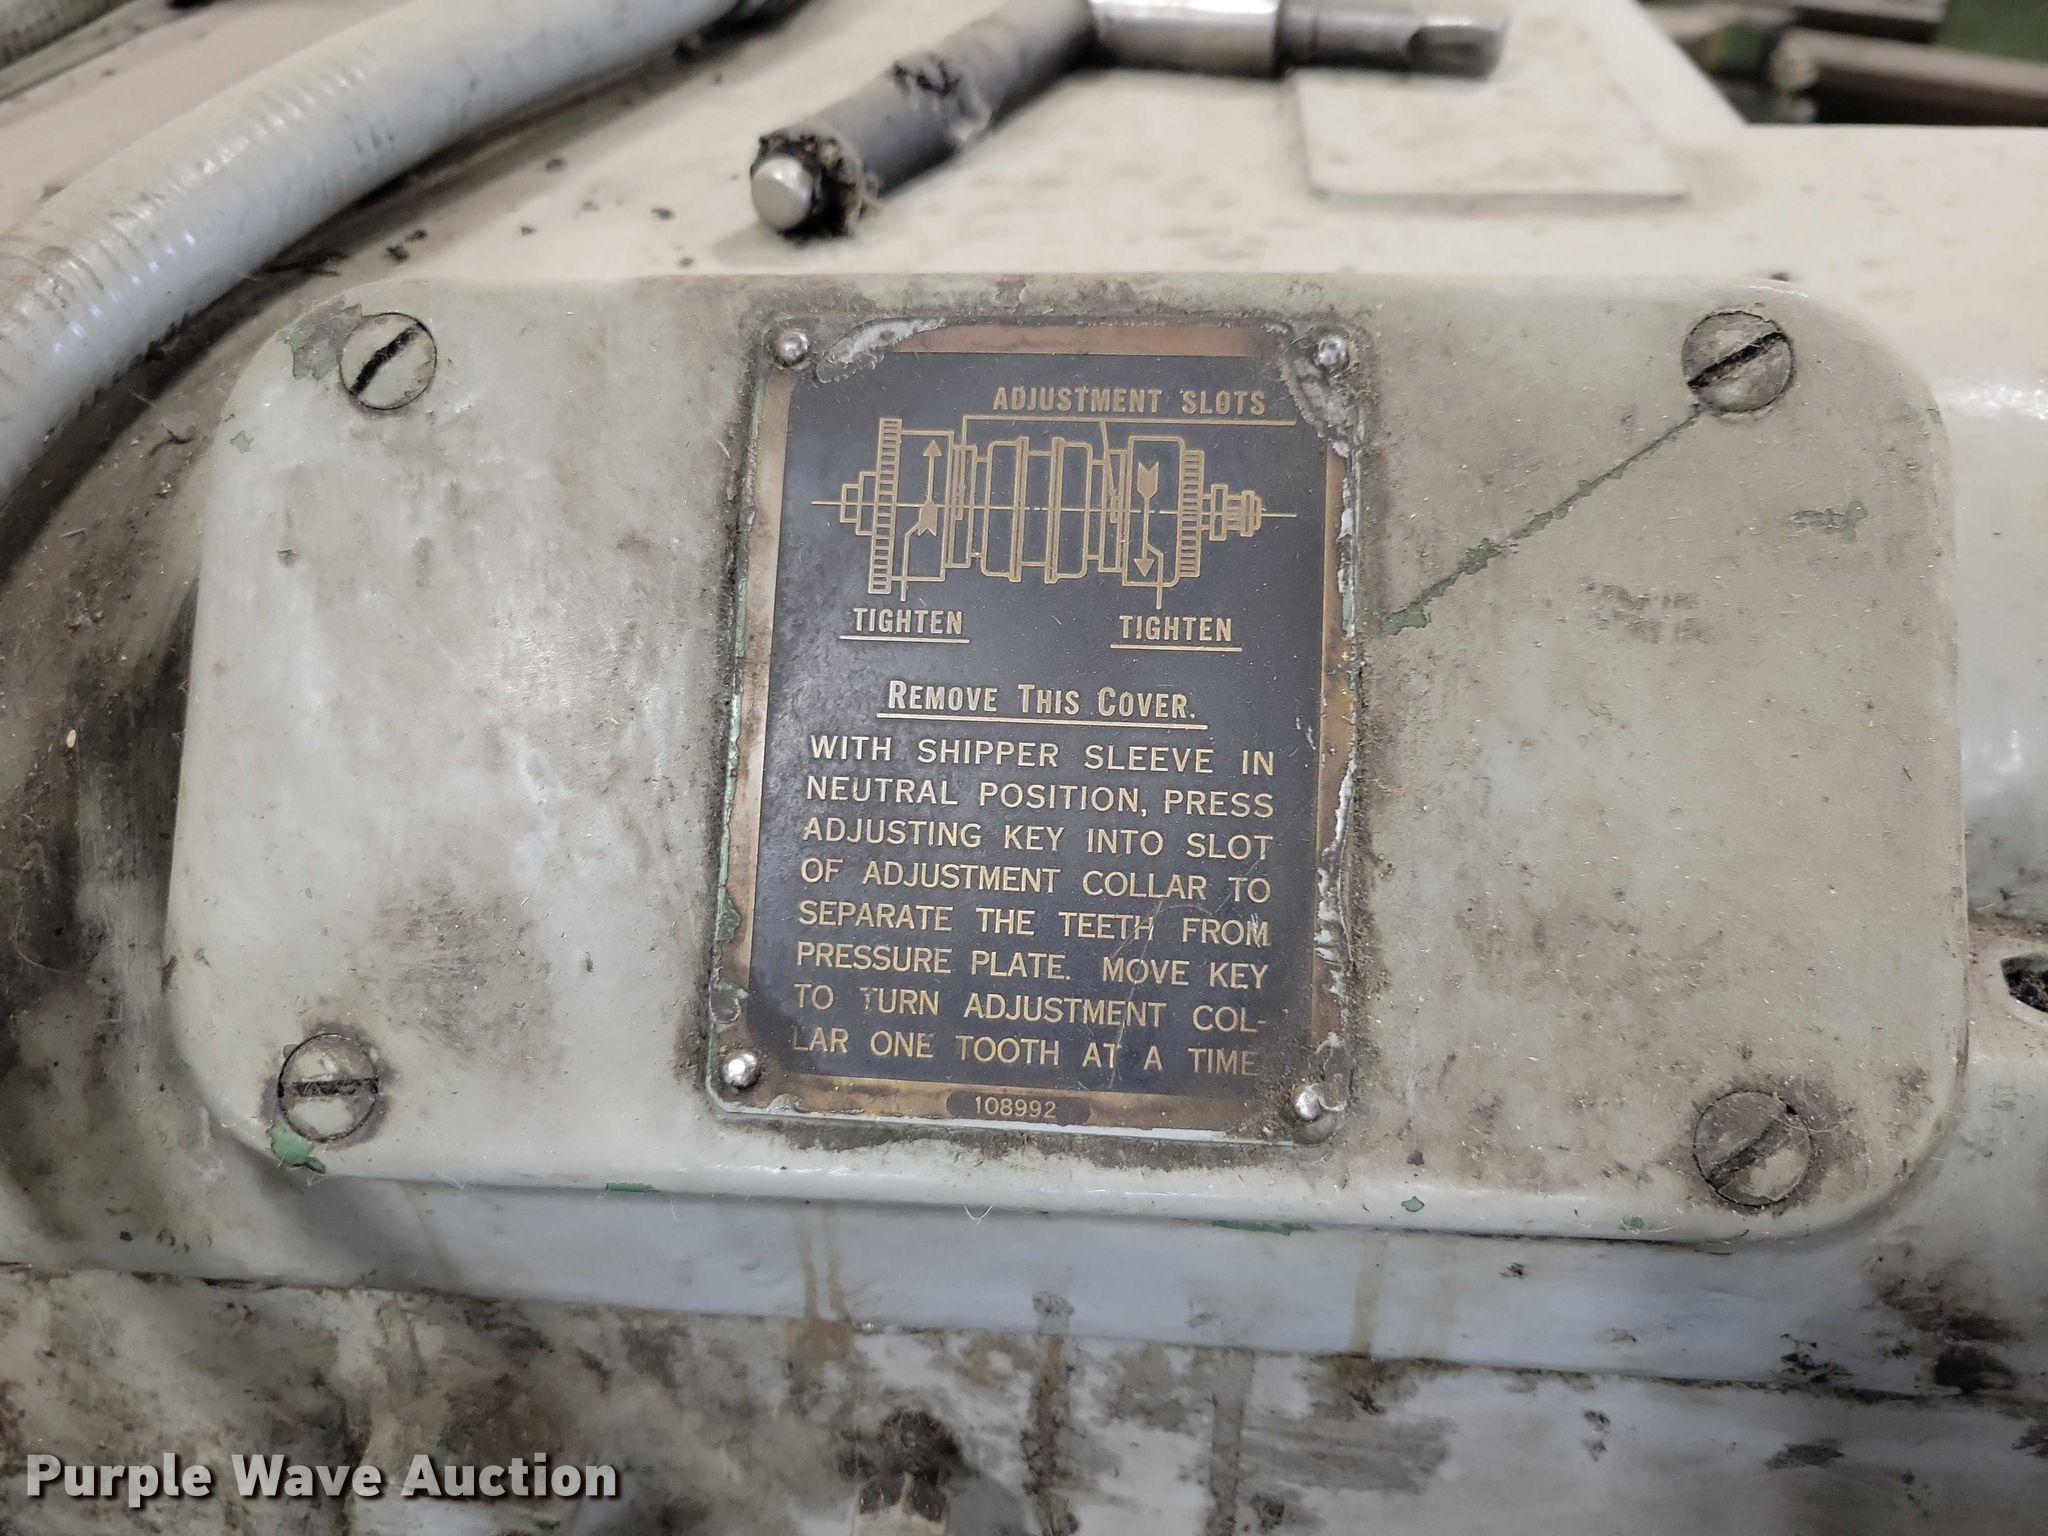 ADJUSTMENT SLOTS
TIGHTEN TIGHTEN
REMOVE THIS COVER.
WITH SHIPPER SLEEVE IN
NEUTRAL POSITION, PRESS
ADJUSTING KEY INTO SLOT
OF ADJUSTMENT COLLAR TO
SEPARATE THE TEETH FROM
PRESSURE PLATE. MOVE KEY
TO TURN ADJUSTMENT COL-
LAR ONE TOOTH AT A TIME
108992
Purple Wave Auction